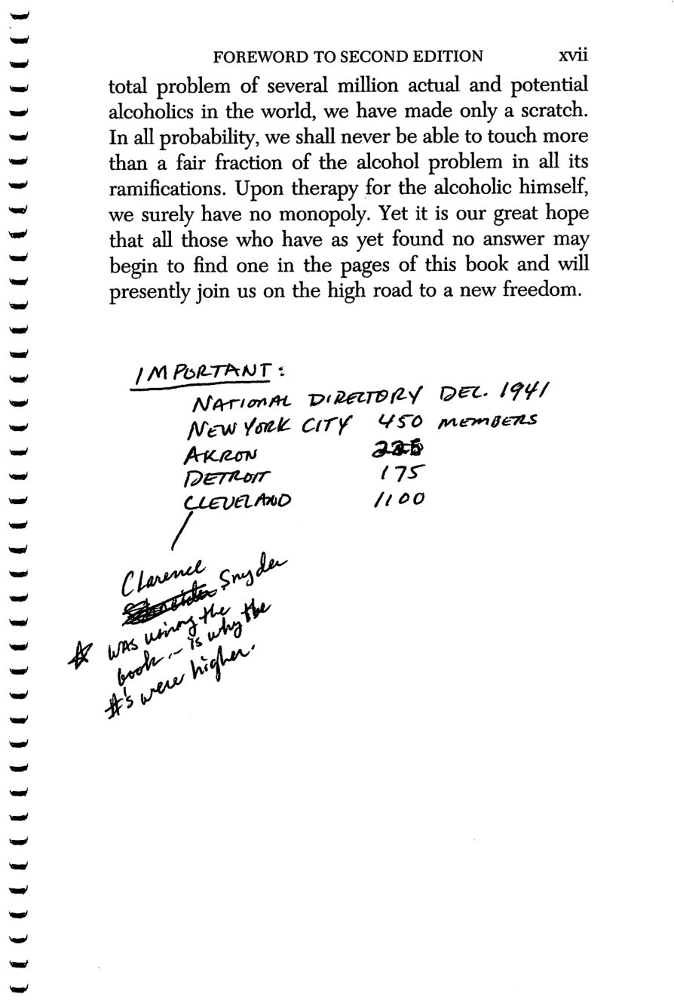 FOREWORD TO SECOND EDITION xvii
total problem of several million actual and potential
alcoholics in the world, we have made only a scratch.
In all probability, we shall never be able to touch more
than a fair fraction of the alcohol problem in all its
ramifications. Upon therapy for the alcoholic himself,
we surely have no monopoly. Yet it is our great hope
that all those who have as yet found no answer may
begin to find one in the pages of this book and will
presently join us on the high road to a new freedom.
IMPORTANT:
NATIONAL DIRECTORY DEC. 1941
NEW YORK CITY 450 MEMBERS
AKRON
DETROIT 175
CLEVELAND 1100
Clarence
Snyder
WAS using the
book -- is why the
#'s were higher.